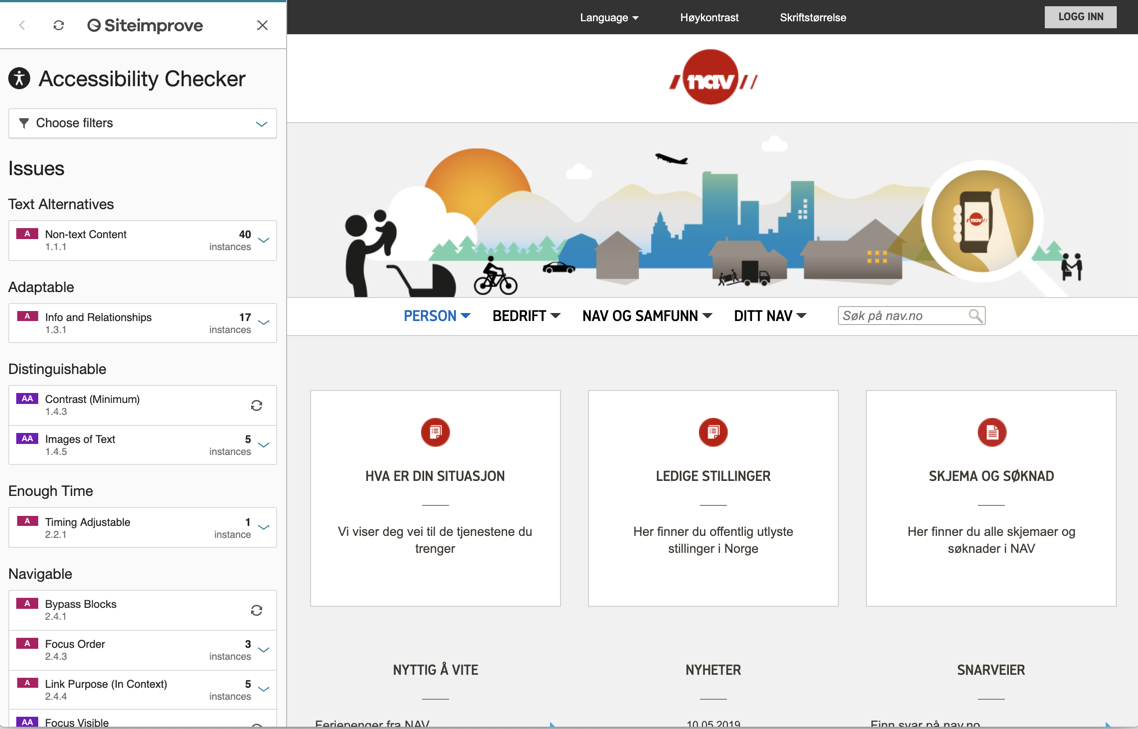 Siteimprove
Accessibility Checker
Choose filters
Issues
Text Alternatives
A Non-text Content 40
1.1.1 instances
Adaptable
A Info and Relationships 17
1.3.1 instances
Distinguishable
AA Contrast (Minimum)
1.4.3
AA Images of Text 5
1.4.5 instances
Enough Time
A Timing Adjustable 1
2.2.1 instance
Navigable
A Bypass Blocks
2.4.1
A Focus Order 3
2.4.3 instances
A Link Purpose (In Context) 5
2.4.4 instances
AA Focus Visible
Language Høykontrast Skriftstørrelse LOGG INN
nav
nav
PERSON BEDRIFT NAV OG SAMFUNN DITT NAV Søk på nav.no
HVA ER DIN SITUASJON
Vi viser deg vei til de tjenestene du
trenger
LEDIGE STILLINGER
Her finner du offentlig utlyste
stillinger i Norge
SKJEMA OG SØKNAD
Her finner du alle skjemaer og
søknader i NAV
NYTTIG Å VITE
Feriepenger fra NAV
NYHETER
10.05.2019
SNARVEIER
Finn svar på nav.no